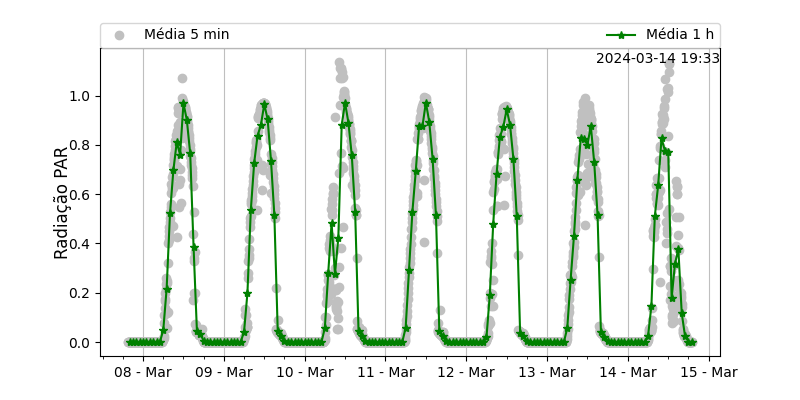 Média 5 min
Média 1 h
2024-03-14 19:33
Radiação PAR
1.0
0.8
0.6
0.4
0.2
0.0
08 - Mar
09 - Mar
10 - Mar
11 - Mar
12 - Mar
13 - Mar
14 - Mar
15 - Mar